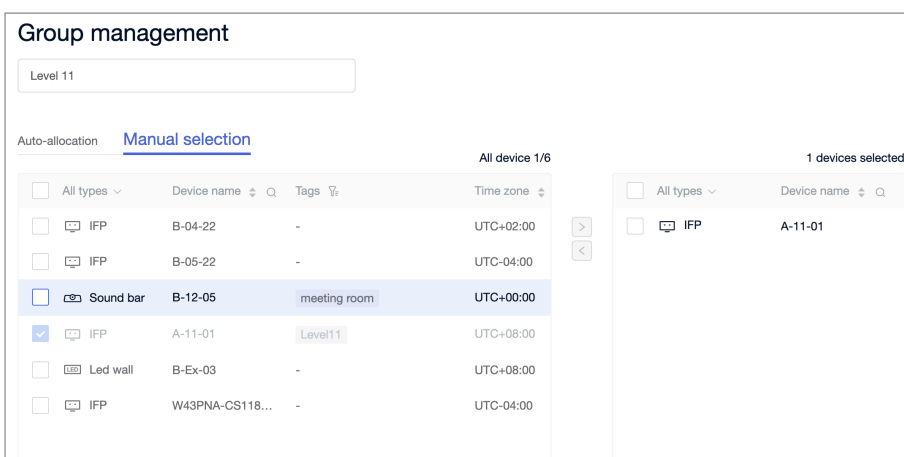 Group management
Level 11
Auto-allocation Manual selection
All device 1/6 1 devices selected
All types Device name Tags Time zone All types Device name
IFP B-04-22 - UTC+02:00 IFP A-11-01
IFP B-05-22 - UTC-04:00
Sound bar B-12-05 meeting room UTC+00:00
IFP A-11-01 Level11 UTC+08:00
LED Led wall B-Ex-03 - UTC+08:00
IFP W43PNA-CS118... - UTC-04:00